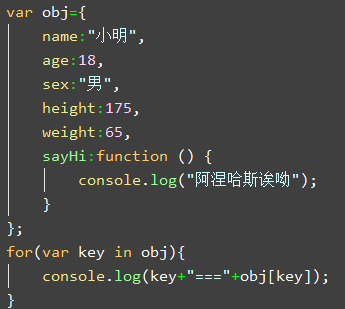 var obj={
    name:"小明",
    age:18,
    sex:"男",
    height:175,
    weight:65,
    sayHi:function () {
        console.log("阿涅哈斯诶呦");
    }
};
for(var key in obj){
    console.log(key+"==="+obj[key]);
}